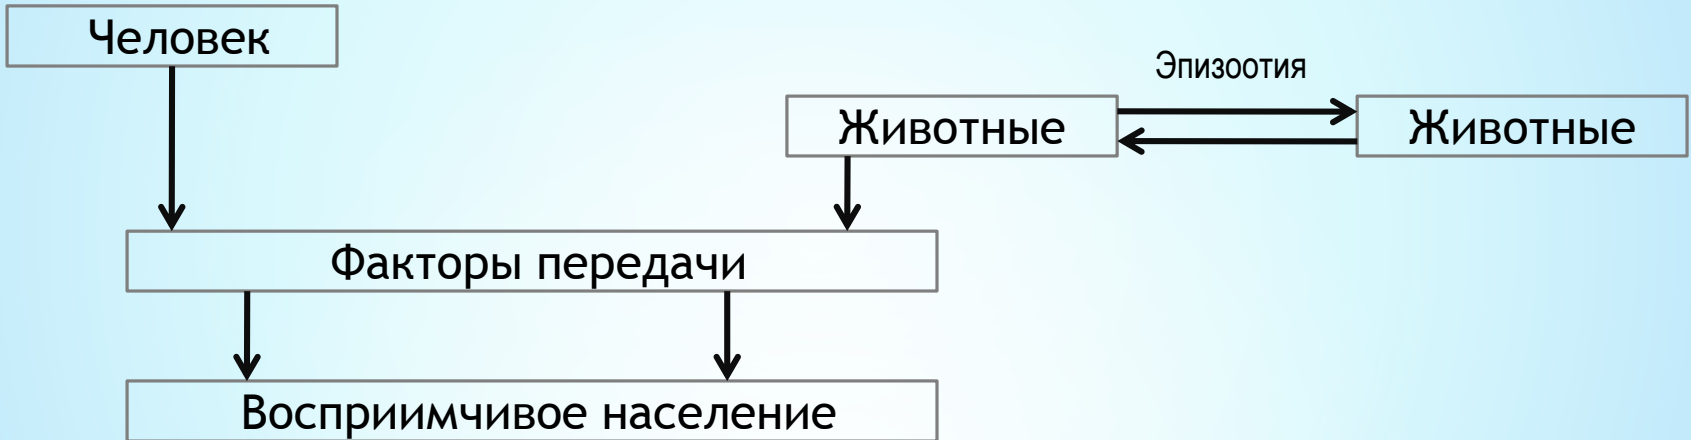 Человек
Эпизоотия
Животные
Животные
Факторы передачи
Восприимчивое население